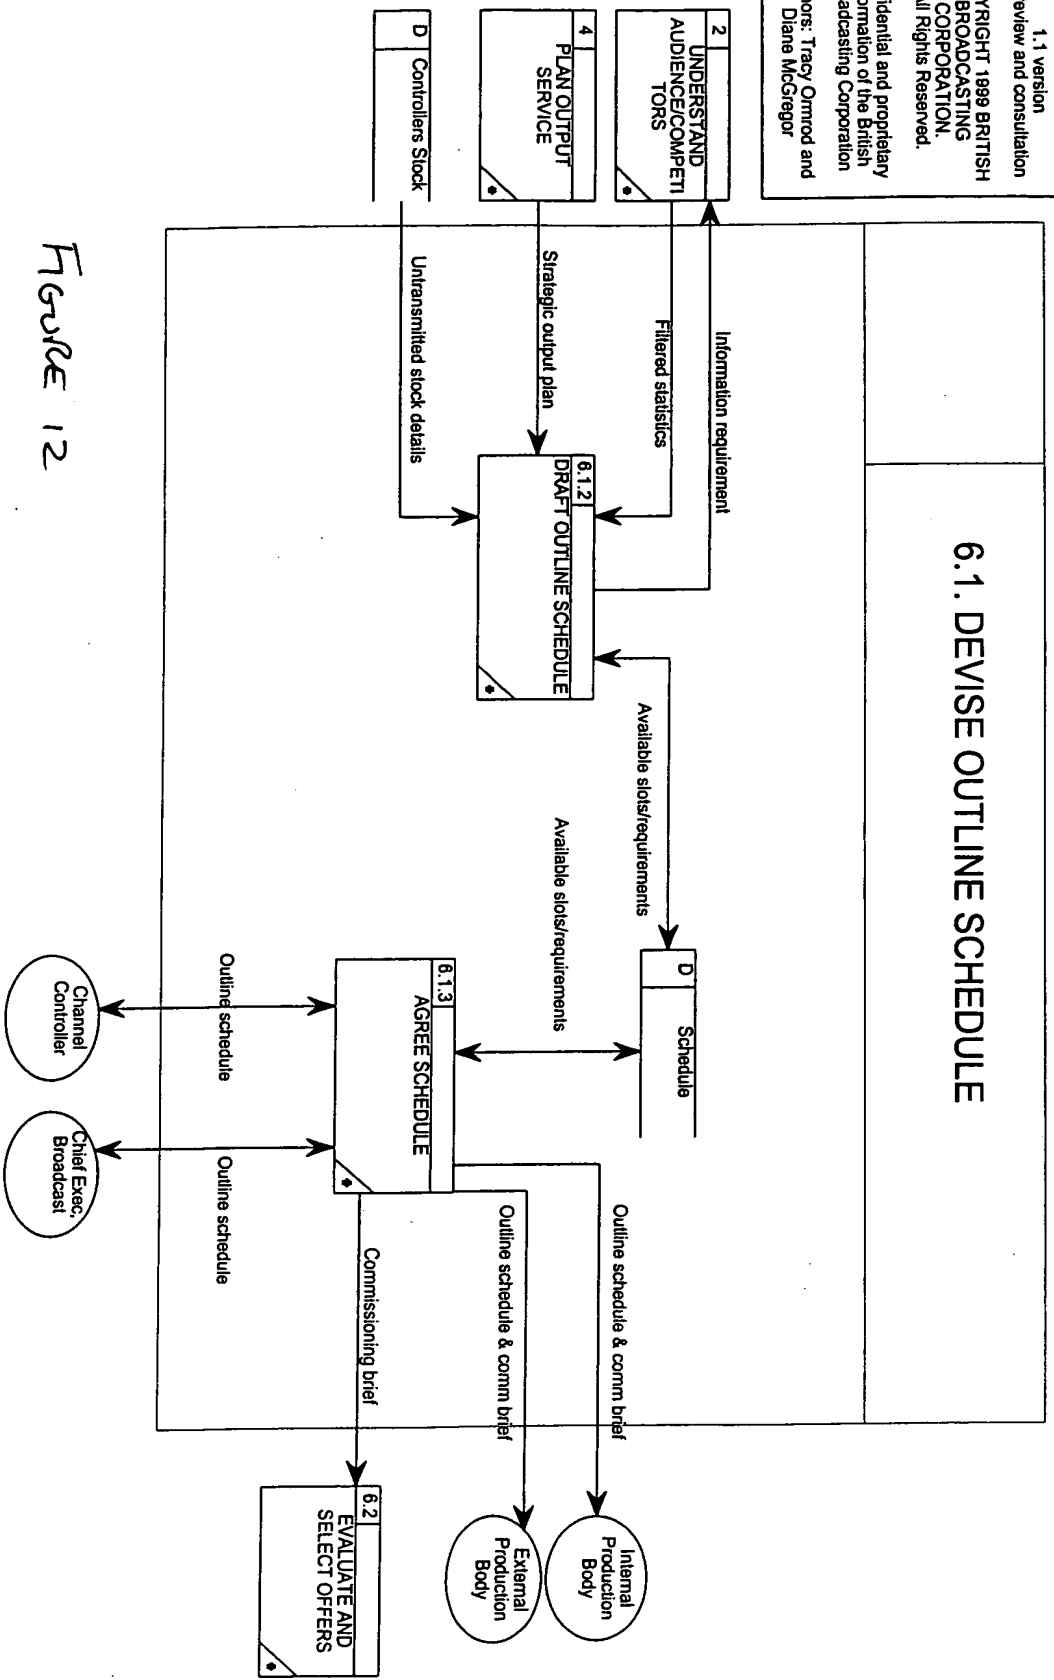 1.1 version
eview and consultation
YRIGHT 1999 BRITISH
BROADCASTING
CORPORATION.
ll Rights Reserved.
idential and proprietary
ormation of the British
adcasting Corporation
nors: Tracy Ormrod and
Diane McGregor
6.1. DEVISE OUTLINE SCHEDULE
2
UNDERSTAND
AUDIENCE/COMPETI
TORS
4
PLAN OUTPUT
SERVICE
D Controllers Stock
Information requirement
Filtered statistics
Strategic output plan
Untransmitted stock details
6.1.2
DRAFT OUTLINE SCHEDULE
Available slots/requirements
D Schedule
Available slots/requirements
6.1.3
AGREE SCHEDULE
Outline schedule
Channel
Controller
Outline schedule
Chief Exec,
Broadcast
Outline schedule & comm brief
Internal
Production
Body
Outline schedule & comm brief
External
Production
Body
Commissioning brief
6.2
EVALUATE AND
SELECT OFFERS
FIGURE 12